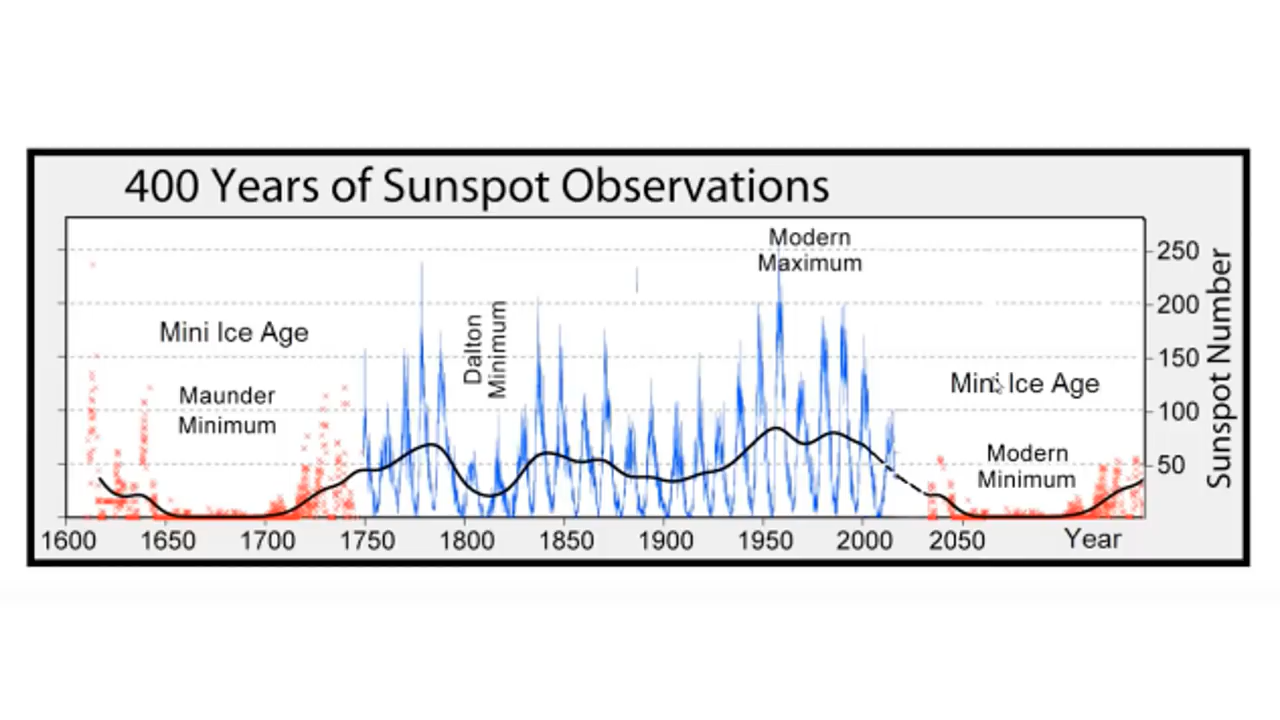 400 Years of Sunspot Observations
Modern
Maximum
250
200
150
100
50
Sunspot Number
Mini Ice Age
Maunder
Minimum
Dalton
Minimum
Mini Ice Age
Modern
Minimum
1600 1650 1700 1750 1800 1850 1900 1950 2000 2050 Year